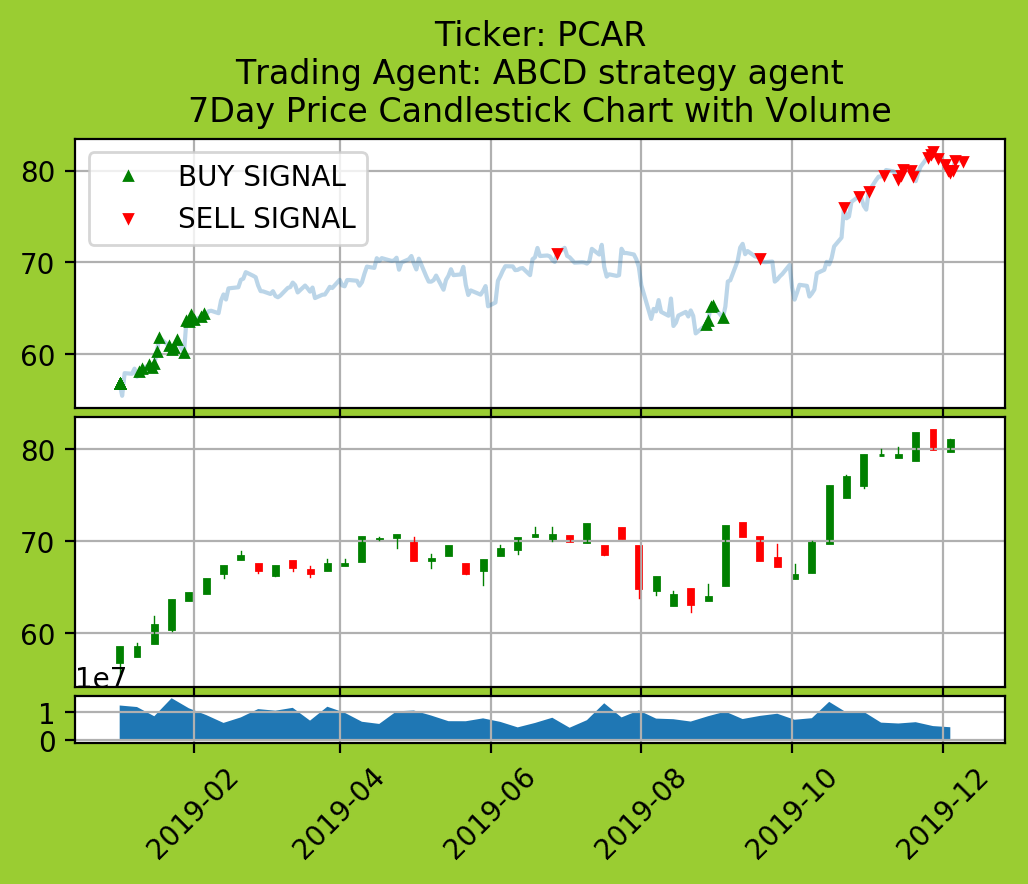 Ticker: PCAR
Trading Agent: ABCD strategy agent
7Day Price Candlestick Chart with Volume
80
70
60
BUY SIGNAL
SELL SIGNAL
80
70
60
1e7
1
0
2019-02
2019-04
2019-06
2019-08
2019-10
2019-12